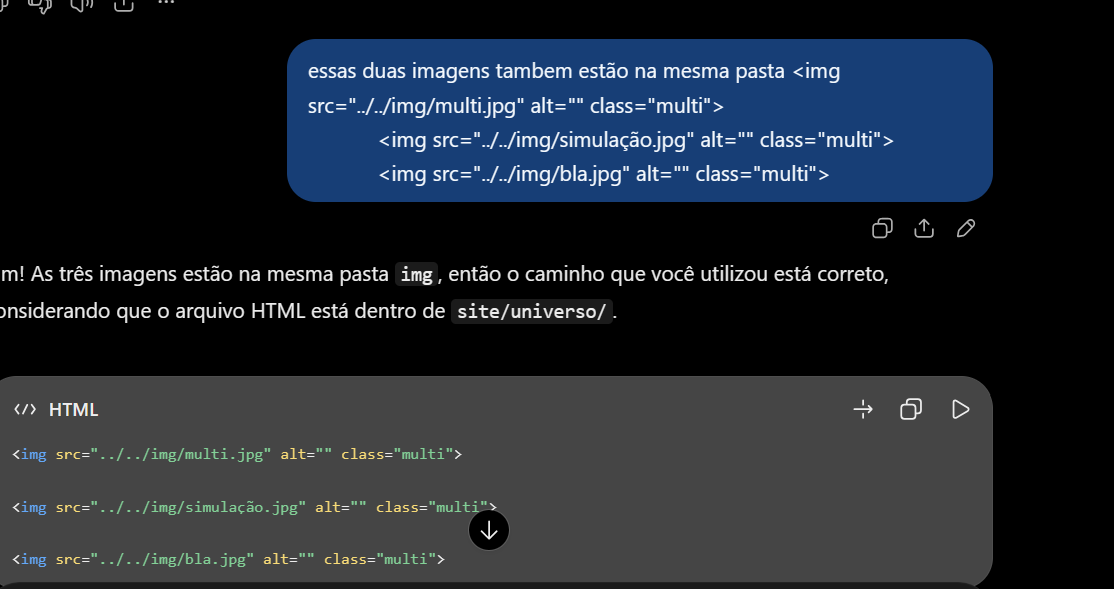 essas duas imagens tambem estão na mesma pasta <img
src="../../img/multi.jpg" alt="" class="multi">
<img src="../../img/simulação.jpg" alt="" class="multi">
<img src="../../img/bla.jpg" alt="" class="multi">
m! As três imagens estão na mesma pasta img, então o caminho que você utilizou está correto,
onsiderando que o arquivo HTML está dentro de site/universo/.
</> HTML
<img src="../../img/multi.jpg" alt="" class="multi">
<img src="../../img/simulação.jpg" alt="" class="multi">
<img src="../../img/bla.jpg" alt="" class="multi">